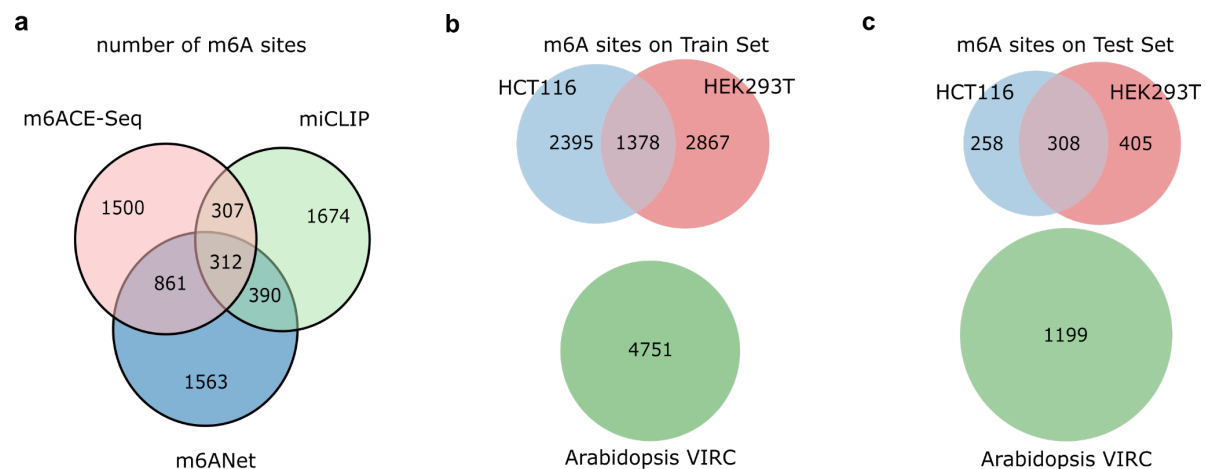 a
number of m6A sites
m6ACE-Seq
miCLIP
1500
307
1674
312
861
390
1563
m6ANet
b
m6A sites on Train Set
HCT116
HEK293T
2395
1378
2867
4751
Arabidopsis VIRC
c
m6A sites on Test Set
HCT116
HEK293T
258
308
405
1199
Arabidopsis VIRC